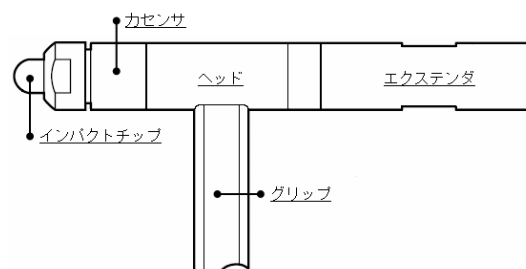 力センサ
ヘッド
エクステンダ
インパクトチップ
グリップ